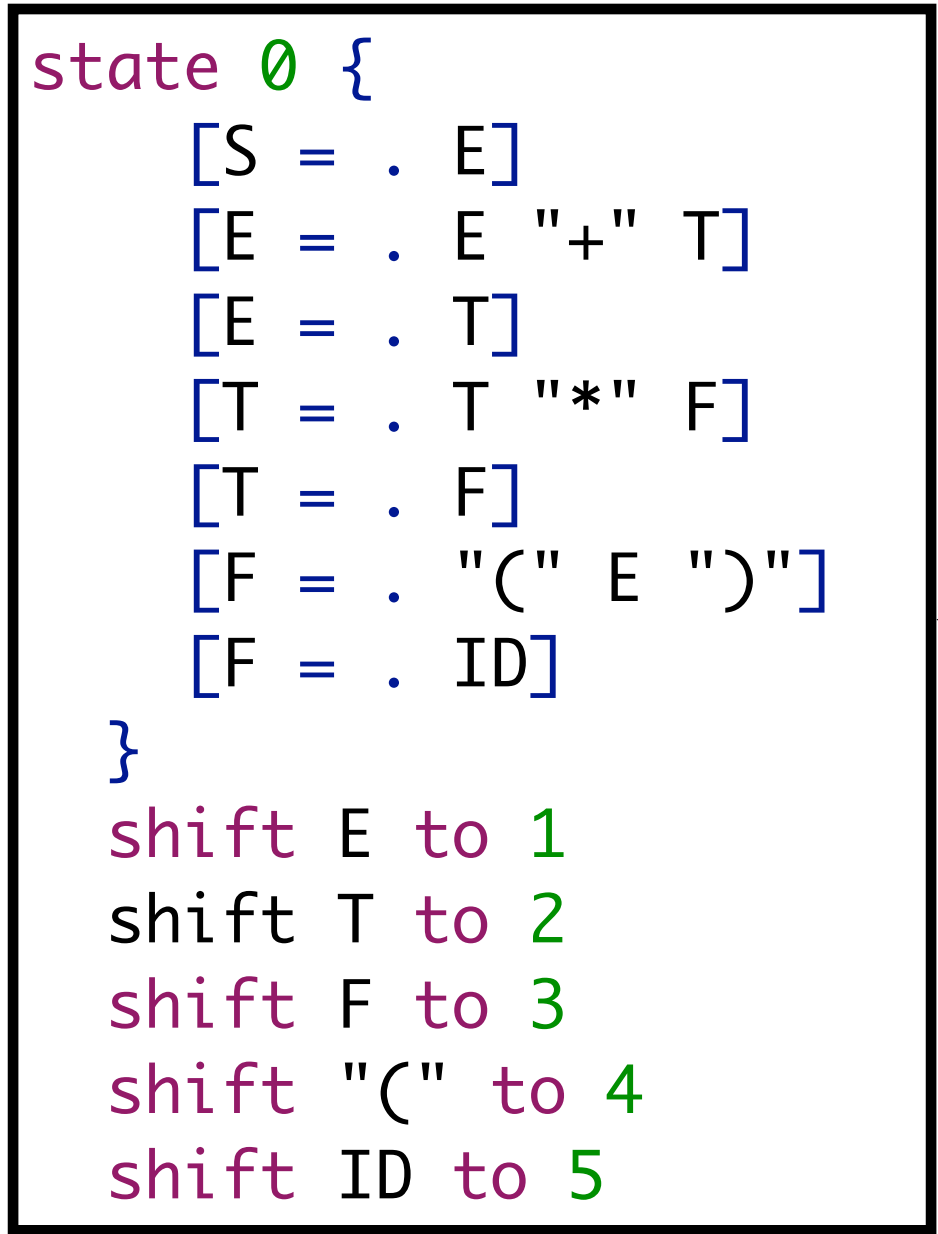 state 0 {
[S = . E]
[E = . E "+" T]
[E = . T]
[T = . T "*" F]
[T = . F]
[F = . "(" E ")"]
[F = . ID]
}
shift E to 1
shift T to 2
shift F to 3
shift "(" to 4
shift ID to 5